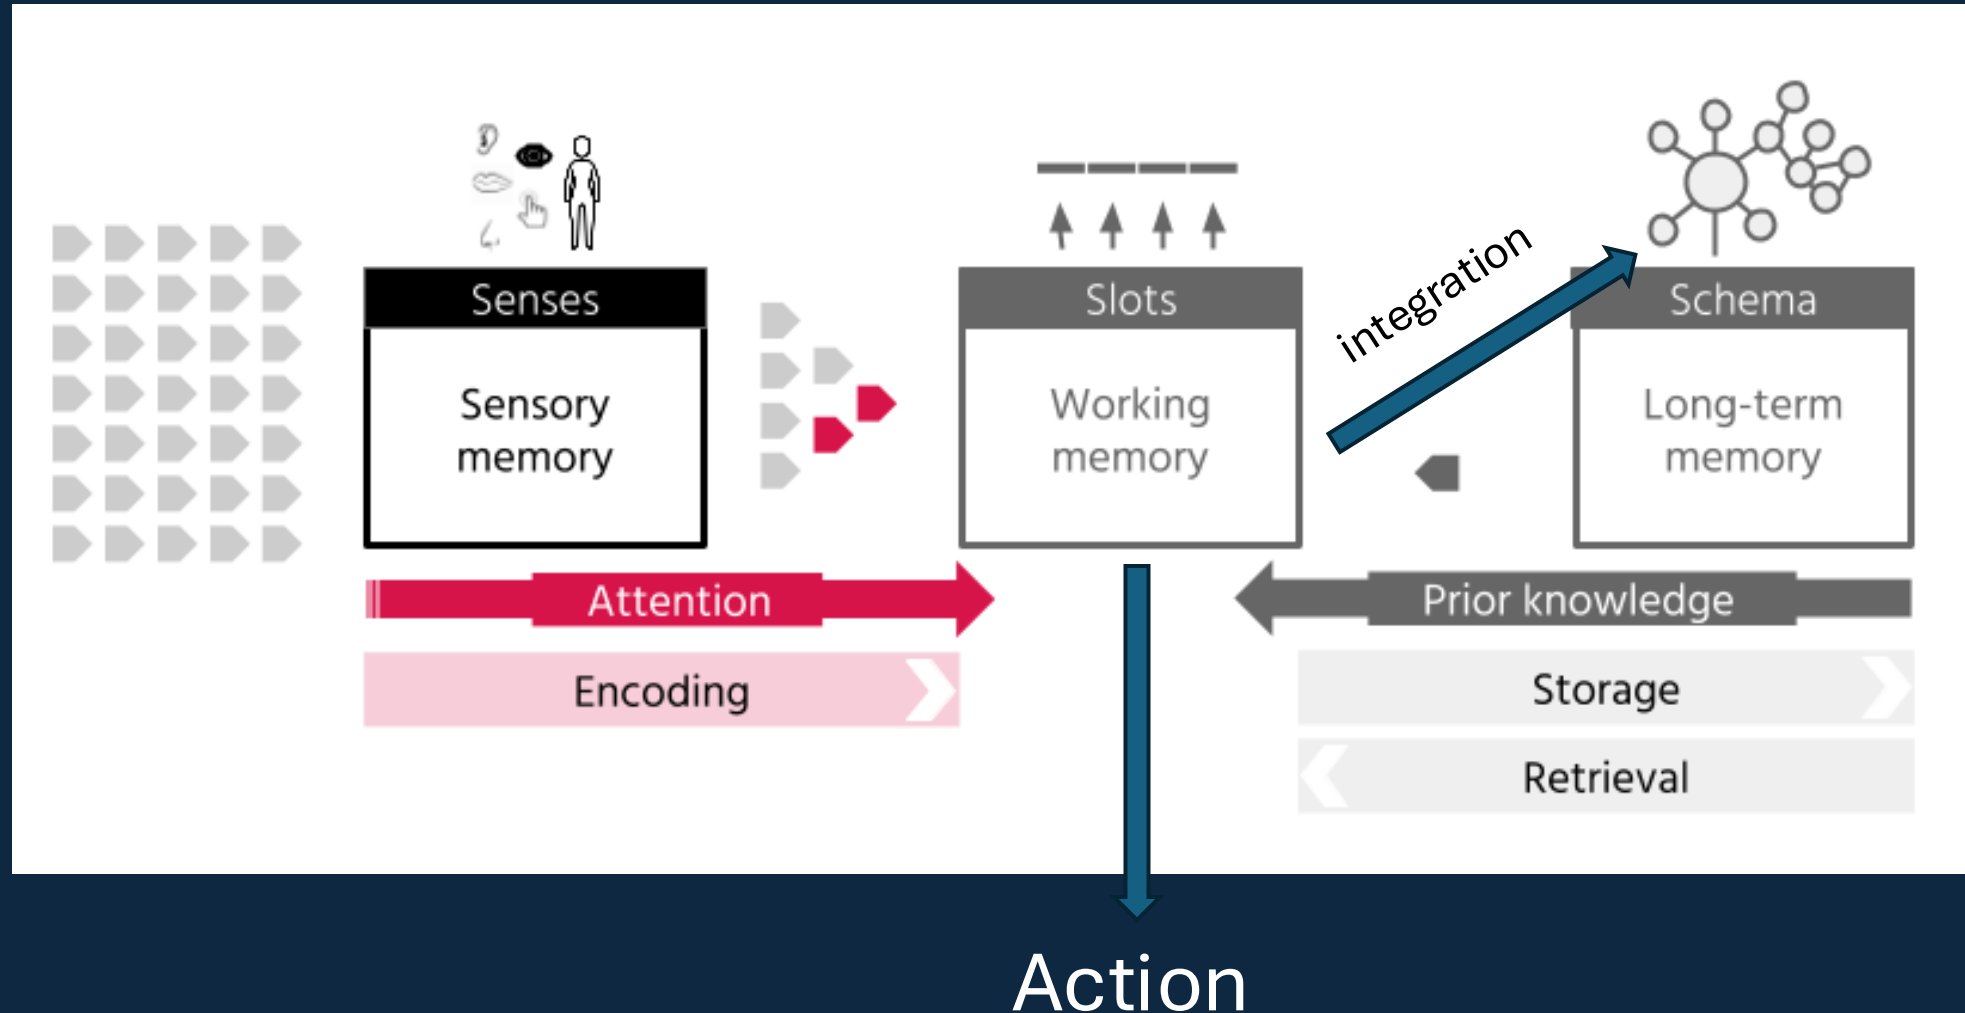 Senses
Sensory
memory
Slots
Working
memory
integration
Schema
Long-term
memory
Attention
Prior knowledge
Encoding
Storage
Retrieval
Action